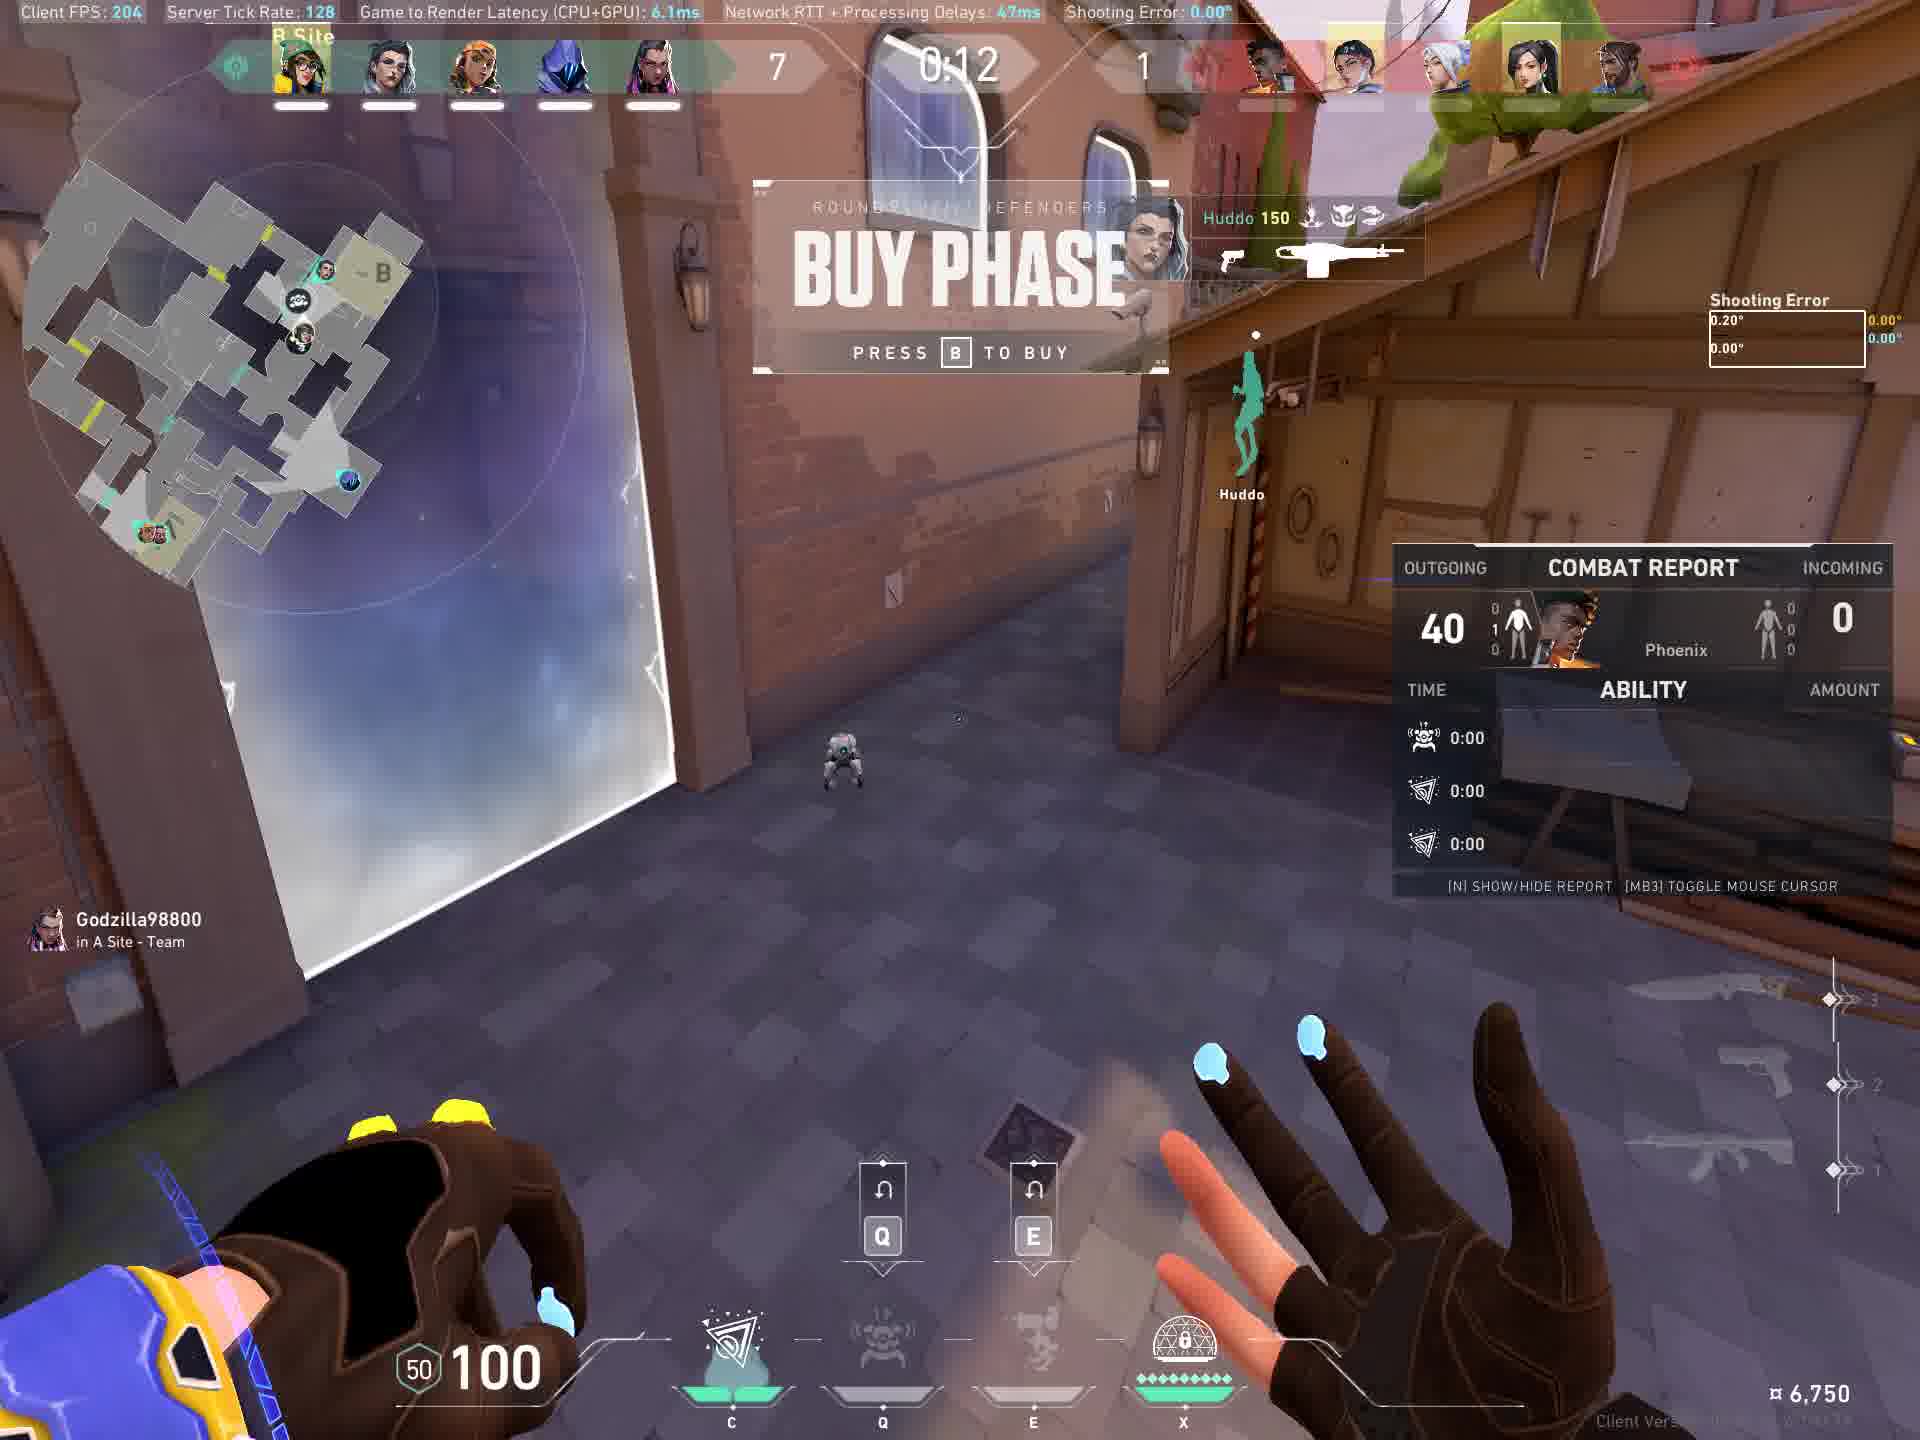 Client FPS: 204 Server Tick Rate: 128 Game to Render Latency (CPU+GPU): 6.1ms Network RTT + Processing Delays: 47ms Shooting Error: 0.00°
B Site
7 0:12 1
DEFENDERS
BUY PHASE
PRESS B TO BUY
Huddo 150
B
Shooting Error
0.20° 0.00°
0.00° 0.00°
Huddo
OUTGOING COMBAT REPORT INCOMING
40 0 1 0 Phoenix 0 0 0 0
TIME ABILITY AMOUNT
0:00
0:00
0:00
[N] SHOW/HIDE REPORT [MB3] TOGGLE MOUSE CURSOR
Godzilla98800
in A Site - Team
3
2
1
Q E
50 100
C Q E X
¤ 6,750